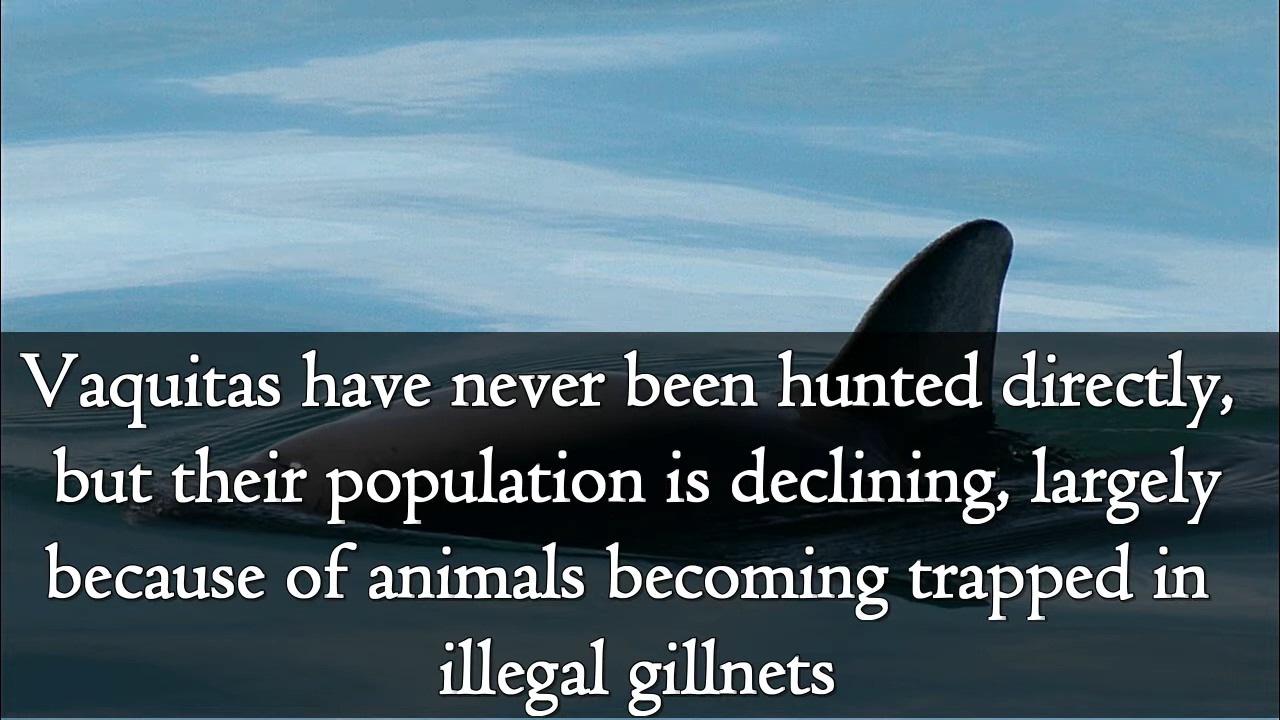 Vaquitas have never been hunted directly,
but their population is declining, largely
because of animals becoming trapped in
illegal gillnets